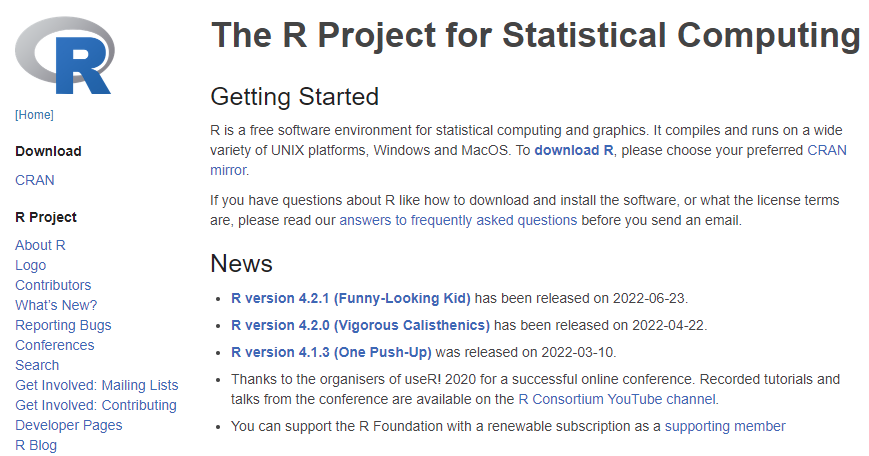 R
[Home]
Download
CRAN
R Project
About R
Logo
Contributors
What's New?
Reporting Bugs
Conferences
Search
Get Involved: Mailing Lists
Get Involved: Contributing
Developer Pages
R Blog
The R Project for Statistical Computing
Getting Started
R is a free software environment for statistical computing and graphics. It compiles and runs on a wide
variety of UNIX platforms, Windows and MacOS. To download R, please choose your preferred CRAN
mirror.
If you have questions about R like how to download and install the software, or what the license terms
are, please read our answers to frequently asked questions before you send an email.
News
• R version 4.2.1 (Funny-Looking Kid) has been released on 2022-06-23.
• R version 4.2.0 (Vigorous Calisthenics) has been released on 2022-04-22.
• R version 4.1.3 (One Push-Up) was released on 2022-03-10.
• Thanks to the organisers of useR! 2020 for a successful online conference. Recorded tutorials and
talks from the conference are available on the R Consortium YouTube channel.
• You can support the R Foundation with a renewable subscription as a supporting member